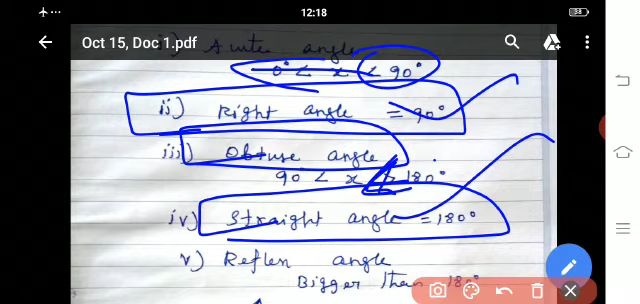 12:18
38
Oct 15, Doc 1.pdf
i) Acute angle
0° < x < 90°
ii) Right angle = 90°
iii) Obtuse angle
90 < x < 180°
iv) Straight angle = 180°
v) Reflex angle
Bigger than 180°